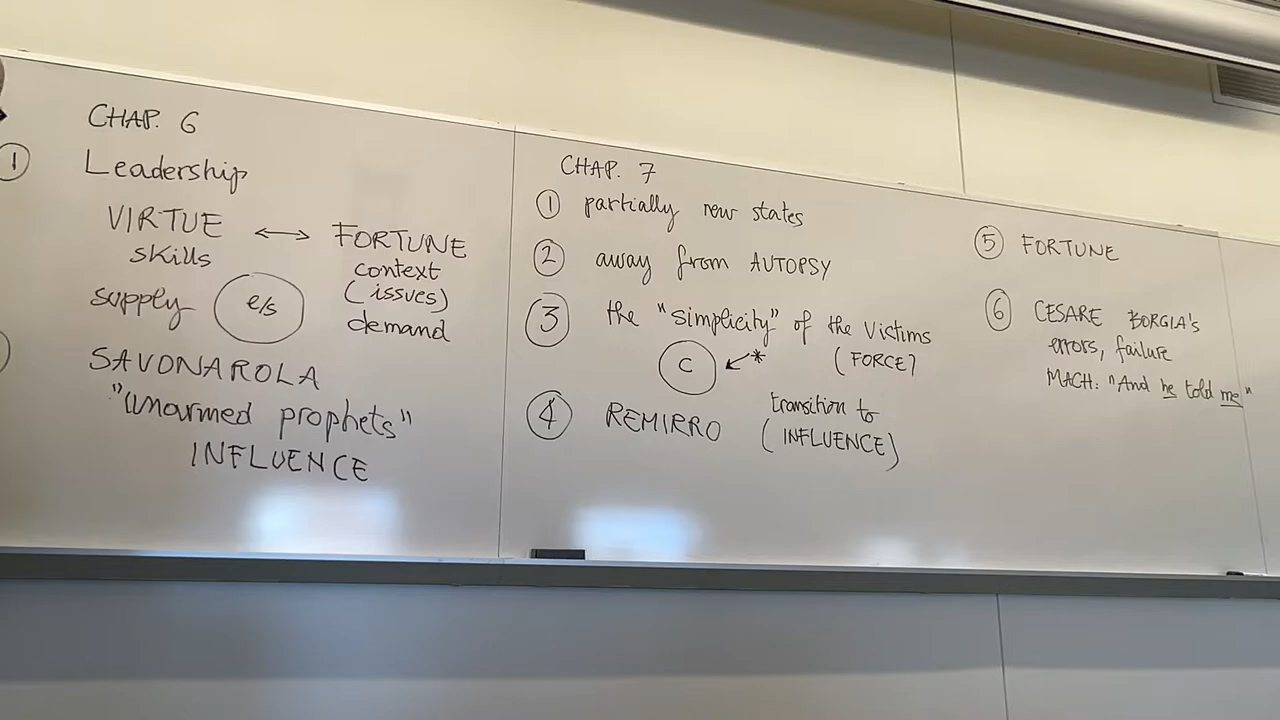 CHAP. 6
① Leadership
VIRTUE ↔ FORTUNE
skills context
(issues)
supply e/s demand
SAVONAROLA
"Unarmed prophets"
INFLUENCE
CHAP. 7
① partially new states
② away from AUTOPSY
③ the "simplicity" of the Victims
C ↙* (FORCE)
④ REMIRRO transition to
(INFLUENCE)
⑤ FORTUNE
⑥ CESARE BORGIA's
errors, failure
MACH: "And he told me"